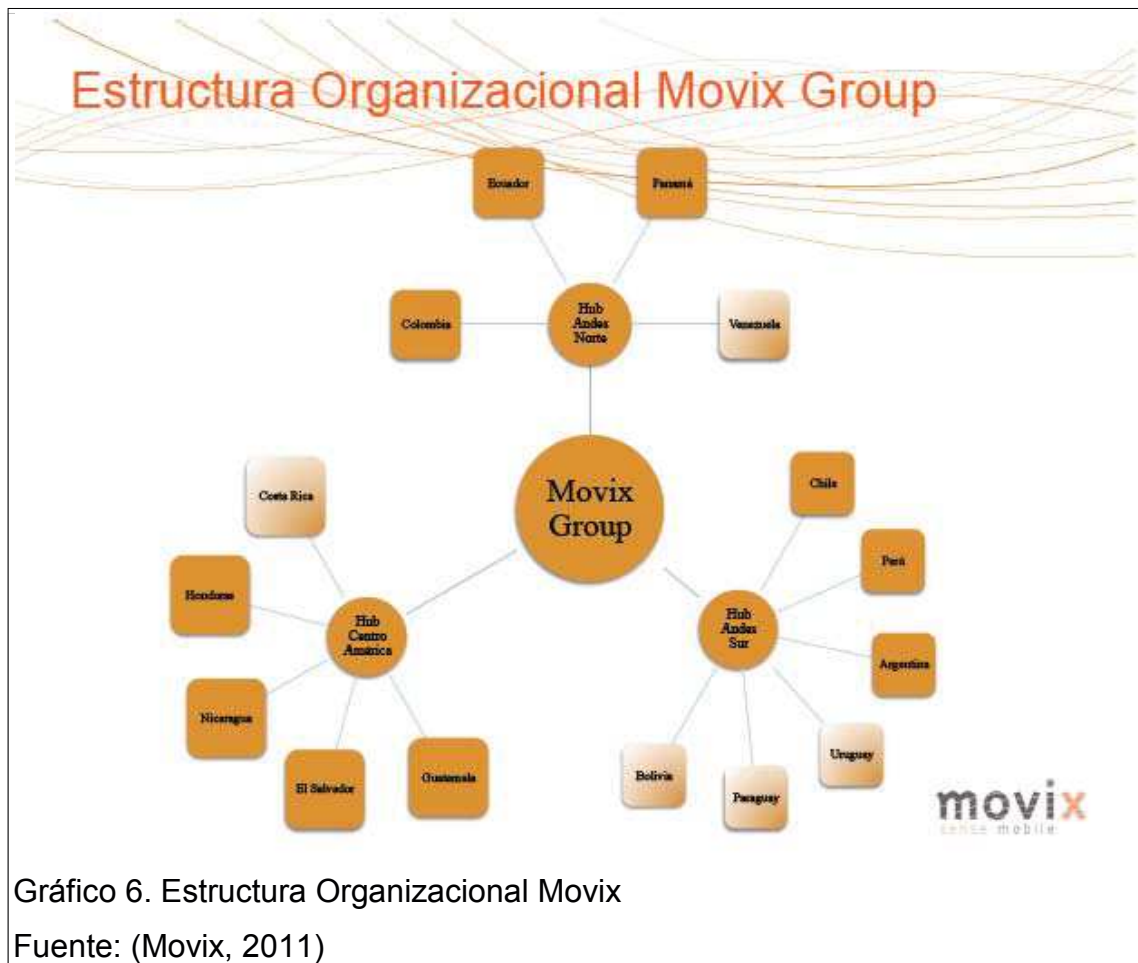 Estructura Organizacional Movix Group
Ecuador
Panamá
Colombia
Hub
Andes
Norte
Venezuela
Movix
Group
Costa Rica
Honduras
Nicaragua
El Salvador
Guatemala
Hub
Centro
América
Chile
Perú
Argentina
Uruguay
Paraguay
Bolivia
Hub
Andes
Sur
movix
sense mobile
Gráfico 6. Estructura Organizacional Movix
Fuente: (Movix, 2011)